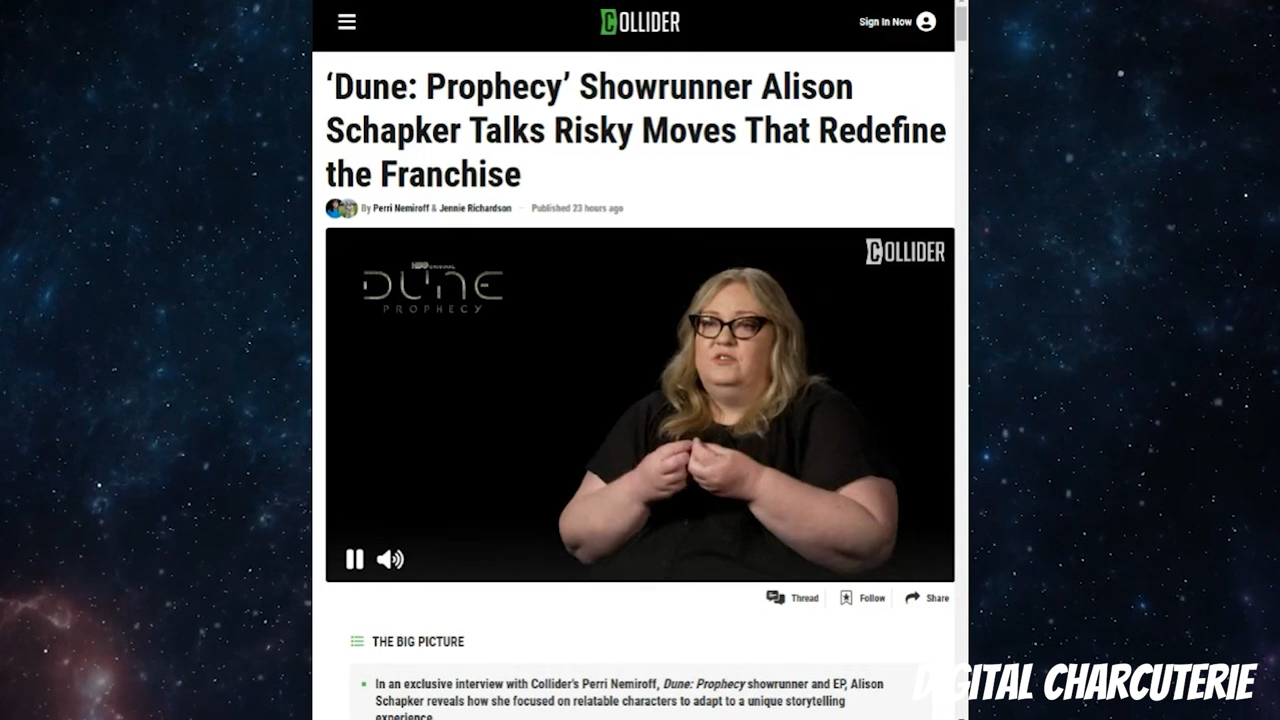 COLLIDER
Sign In Now
‘Dune: Prophecy’ Showrunner Alison
Schapker Talks Risky Moves That Redefine
the Franchise
By Perri Nemiroff & Jennie Richardson — Published 23 hours ago
COLLIDER
HBO ORIGINAL
DUNE
PROPHECY
Thread
Follow
Share
THE BIG PICTURE
In an exclusive interview with Collider's Perri Nemiroff, Dune: Prophecy showrunner and EP, Alison
Schapker reveals how she focused on relatable characters to adapt to a unique storytelling
experience.
DIGITAL CHARCUTERIE